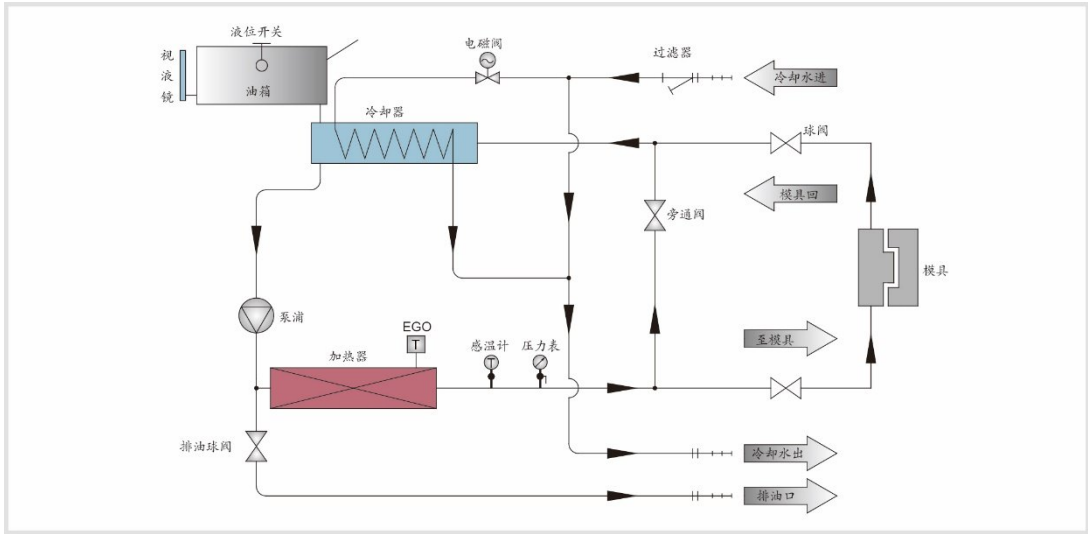 液位开关
视
液
镜
油箱
电磁阀
过滤器
冷却水进
冷却器
球阀
模具回
旁通阀
模具
泵浦
EGO
T
加热器
感温计
T
压力表
至模具
排油球阀
冷却水出
排油口